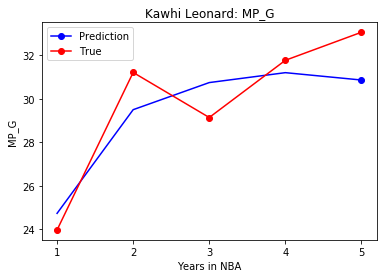 Kawhi Leonard: MP_G
Prediction
True
MP_G
32
30
28
26
24
1 2 3 4 5
Years in NBA